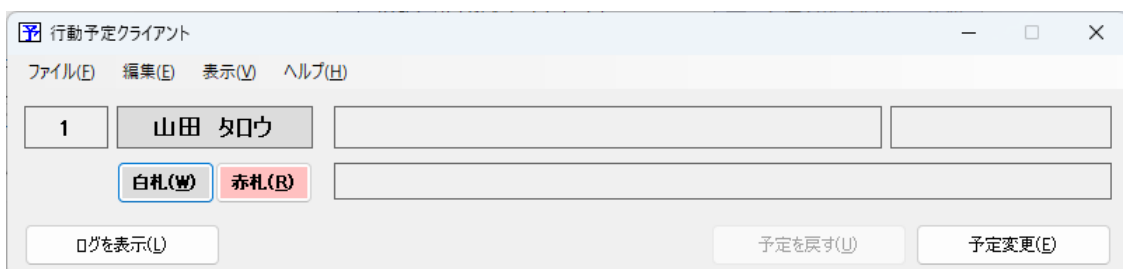 予 行動予定クライアント
ファイル(F) 編集(E) 表示(V) ヘルプ(H)
1 山田 タロウ
白札(W) 赤札(R)
ログを表示(L) 予定を戻す(U) 予定変更(E)